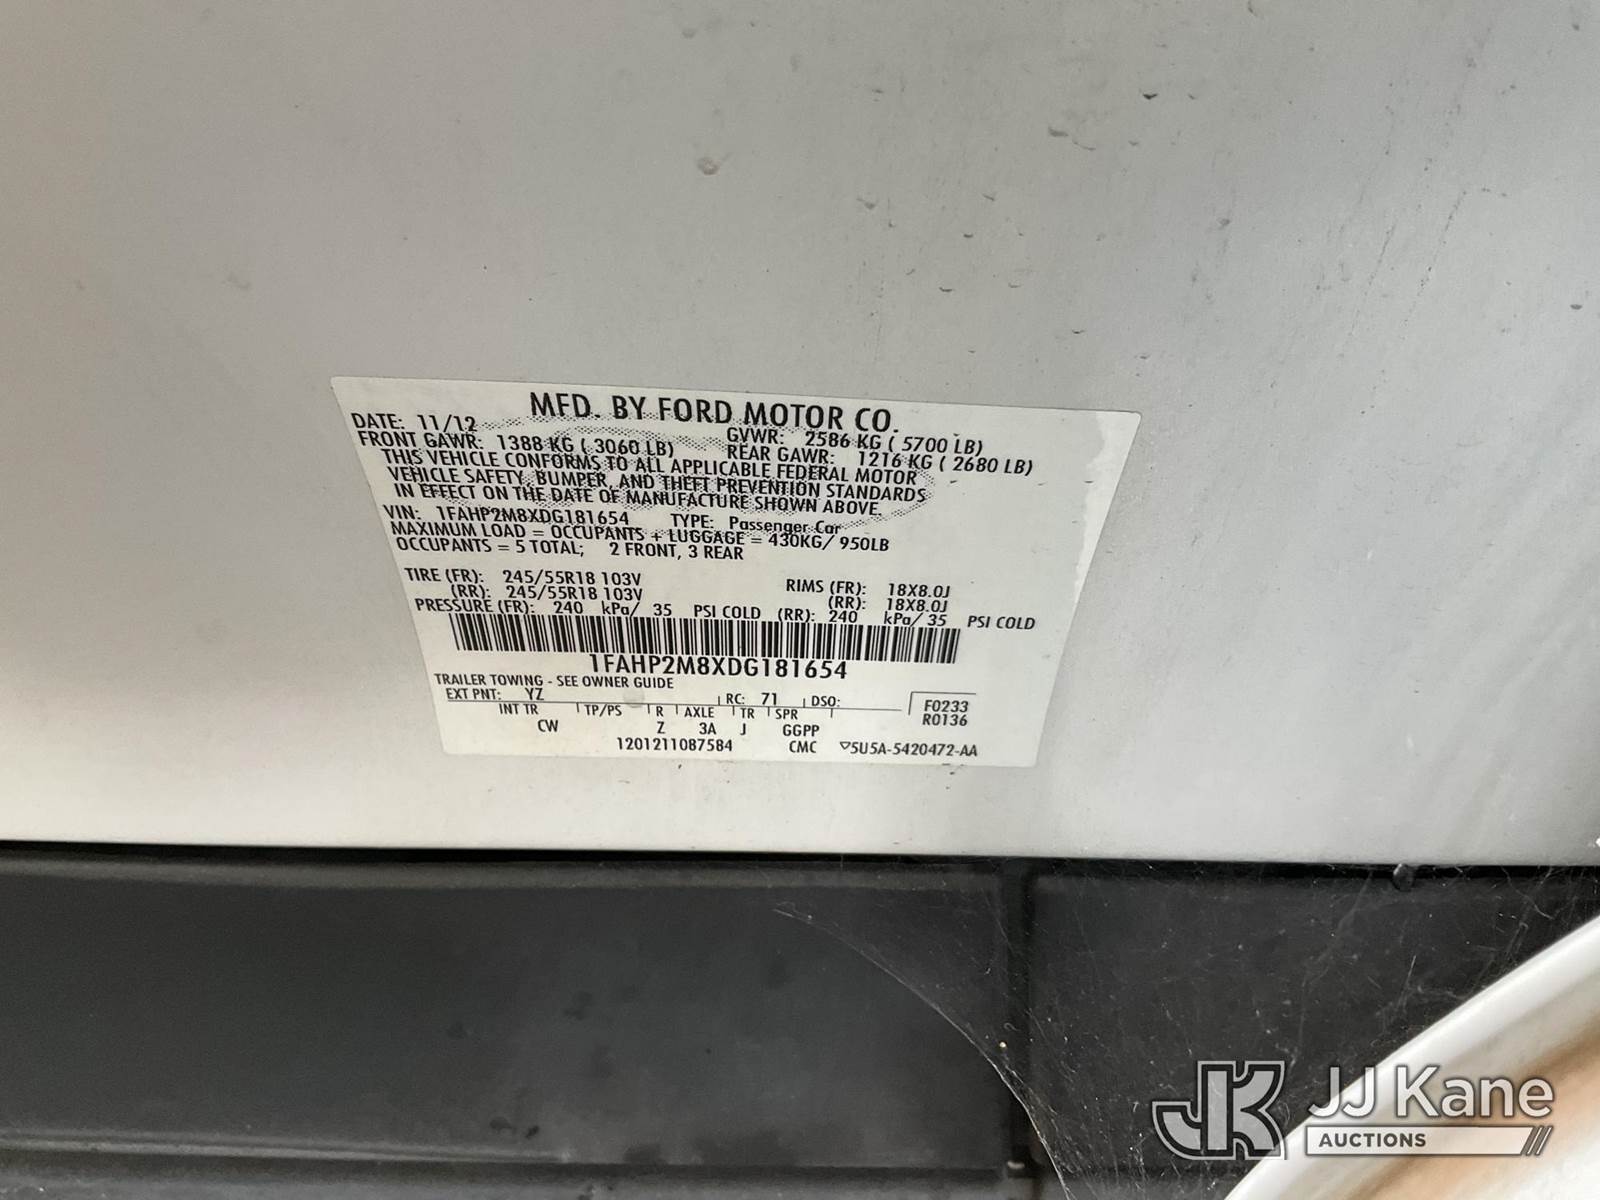 MFD. BY FORD MOTOR CO.
DATE: 11/12 GVWR: 2586 KG ( 5700 LB)
FRONT GAWR: 1388 KG ( 3060 LB) REAR GAWR: 1216 KG ( 2680 LB)
THIS VEHICLE CONFORMS TO ALL APPLICABLE FEDERAL MOTOR
VEHICLE SAFETY, BUMPER, AND THEFT PREVENTION STANDARDS
IN EFFECT ON THE DATE OF MANUFACTURE SHOWN ABOVE.
VIN: 1FAHP2M8XDG181654 TYPE: Passenger Car
MAXIMUM LOAD = OCCUPANTS + LUGGAGE = 430KG/ 950LB
OCCUPANTS = 5 TOTAL; 2 FRONT, 3 REAR
TIRE (FR): 245/55R18 103V RIMS (FR): 18X8.0J
(RR): 245/55R18 103V (RR): 18X8.0J
PRESSURE (FR): 240 kPa/ 35 PSI COLD (RR): 240 kPa/ 35 PSI COLD
1FAHP2M8XDG181654
TRAILER TOWING - SEE OWNER GUIDE
EXT PNT: YZ RC: 71 DSO: F0233
INT TR TP/PS R AXLE TR SPR R0136
CW Z 3A J GGPP
1201211087584 CMC ▽5U5A-5420472-AA
JK JJ Kane
AUCTIONS